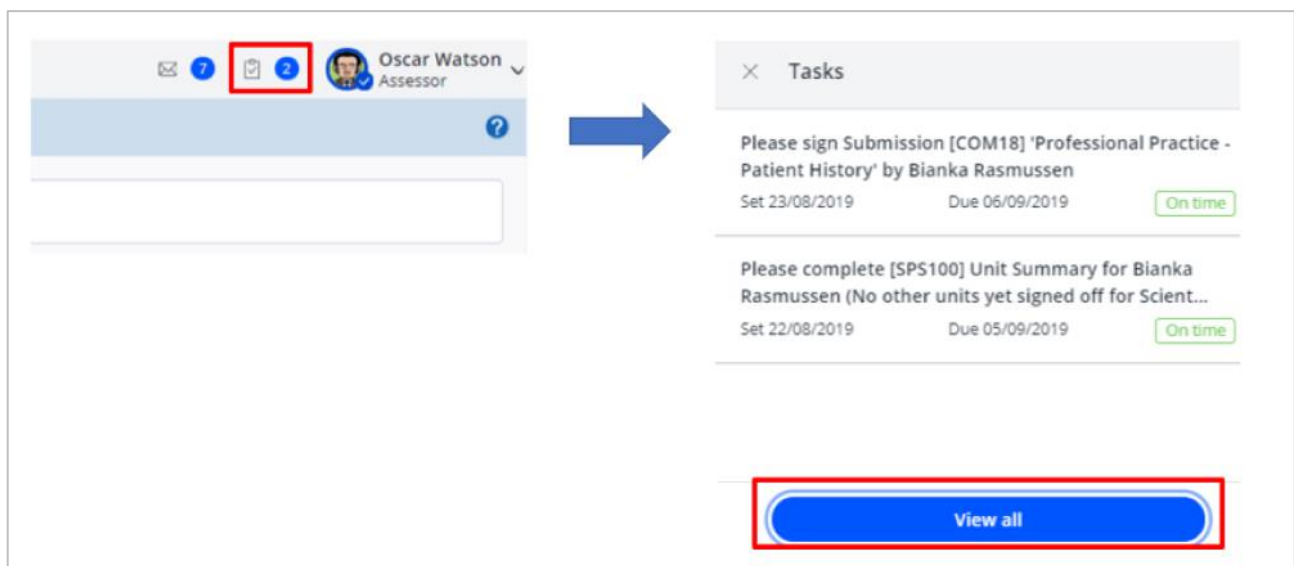 7
2
Oscar Watson
Assessor
?
Tasks
Please sign Submission [COM18] 'Professional Practice -
Patient History' by Bianka Rasmussen
Set 23/08/2019 Due 06/09/2019 On time
Please complete [SPS100] Unit Summary for Bianka
Rasmussen (No other units yet signed off for Scient...
Set 22/08/2019 Due 05/09/2019 On time
View all